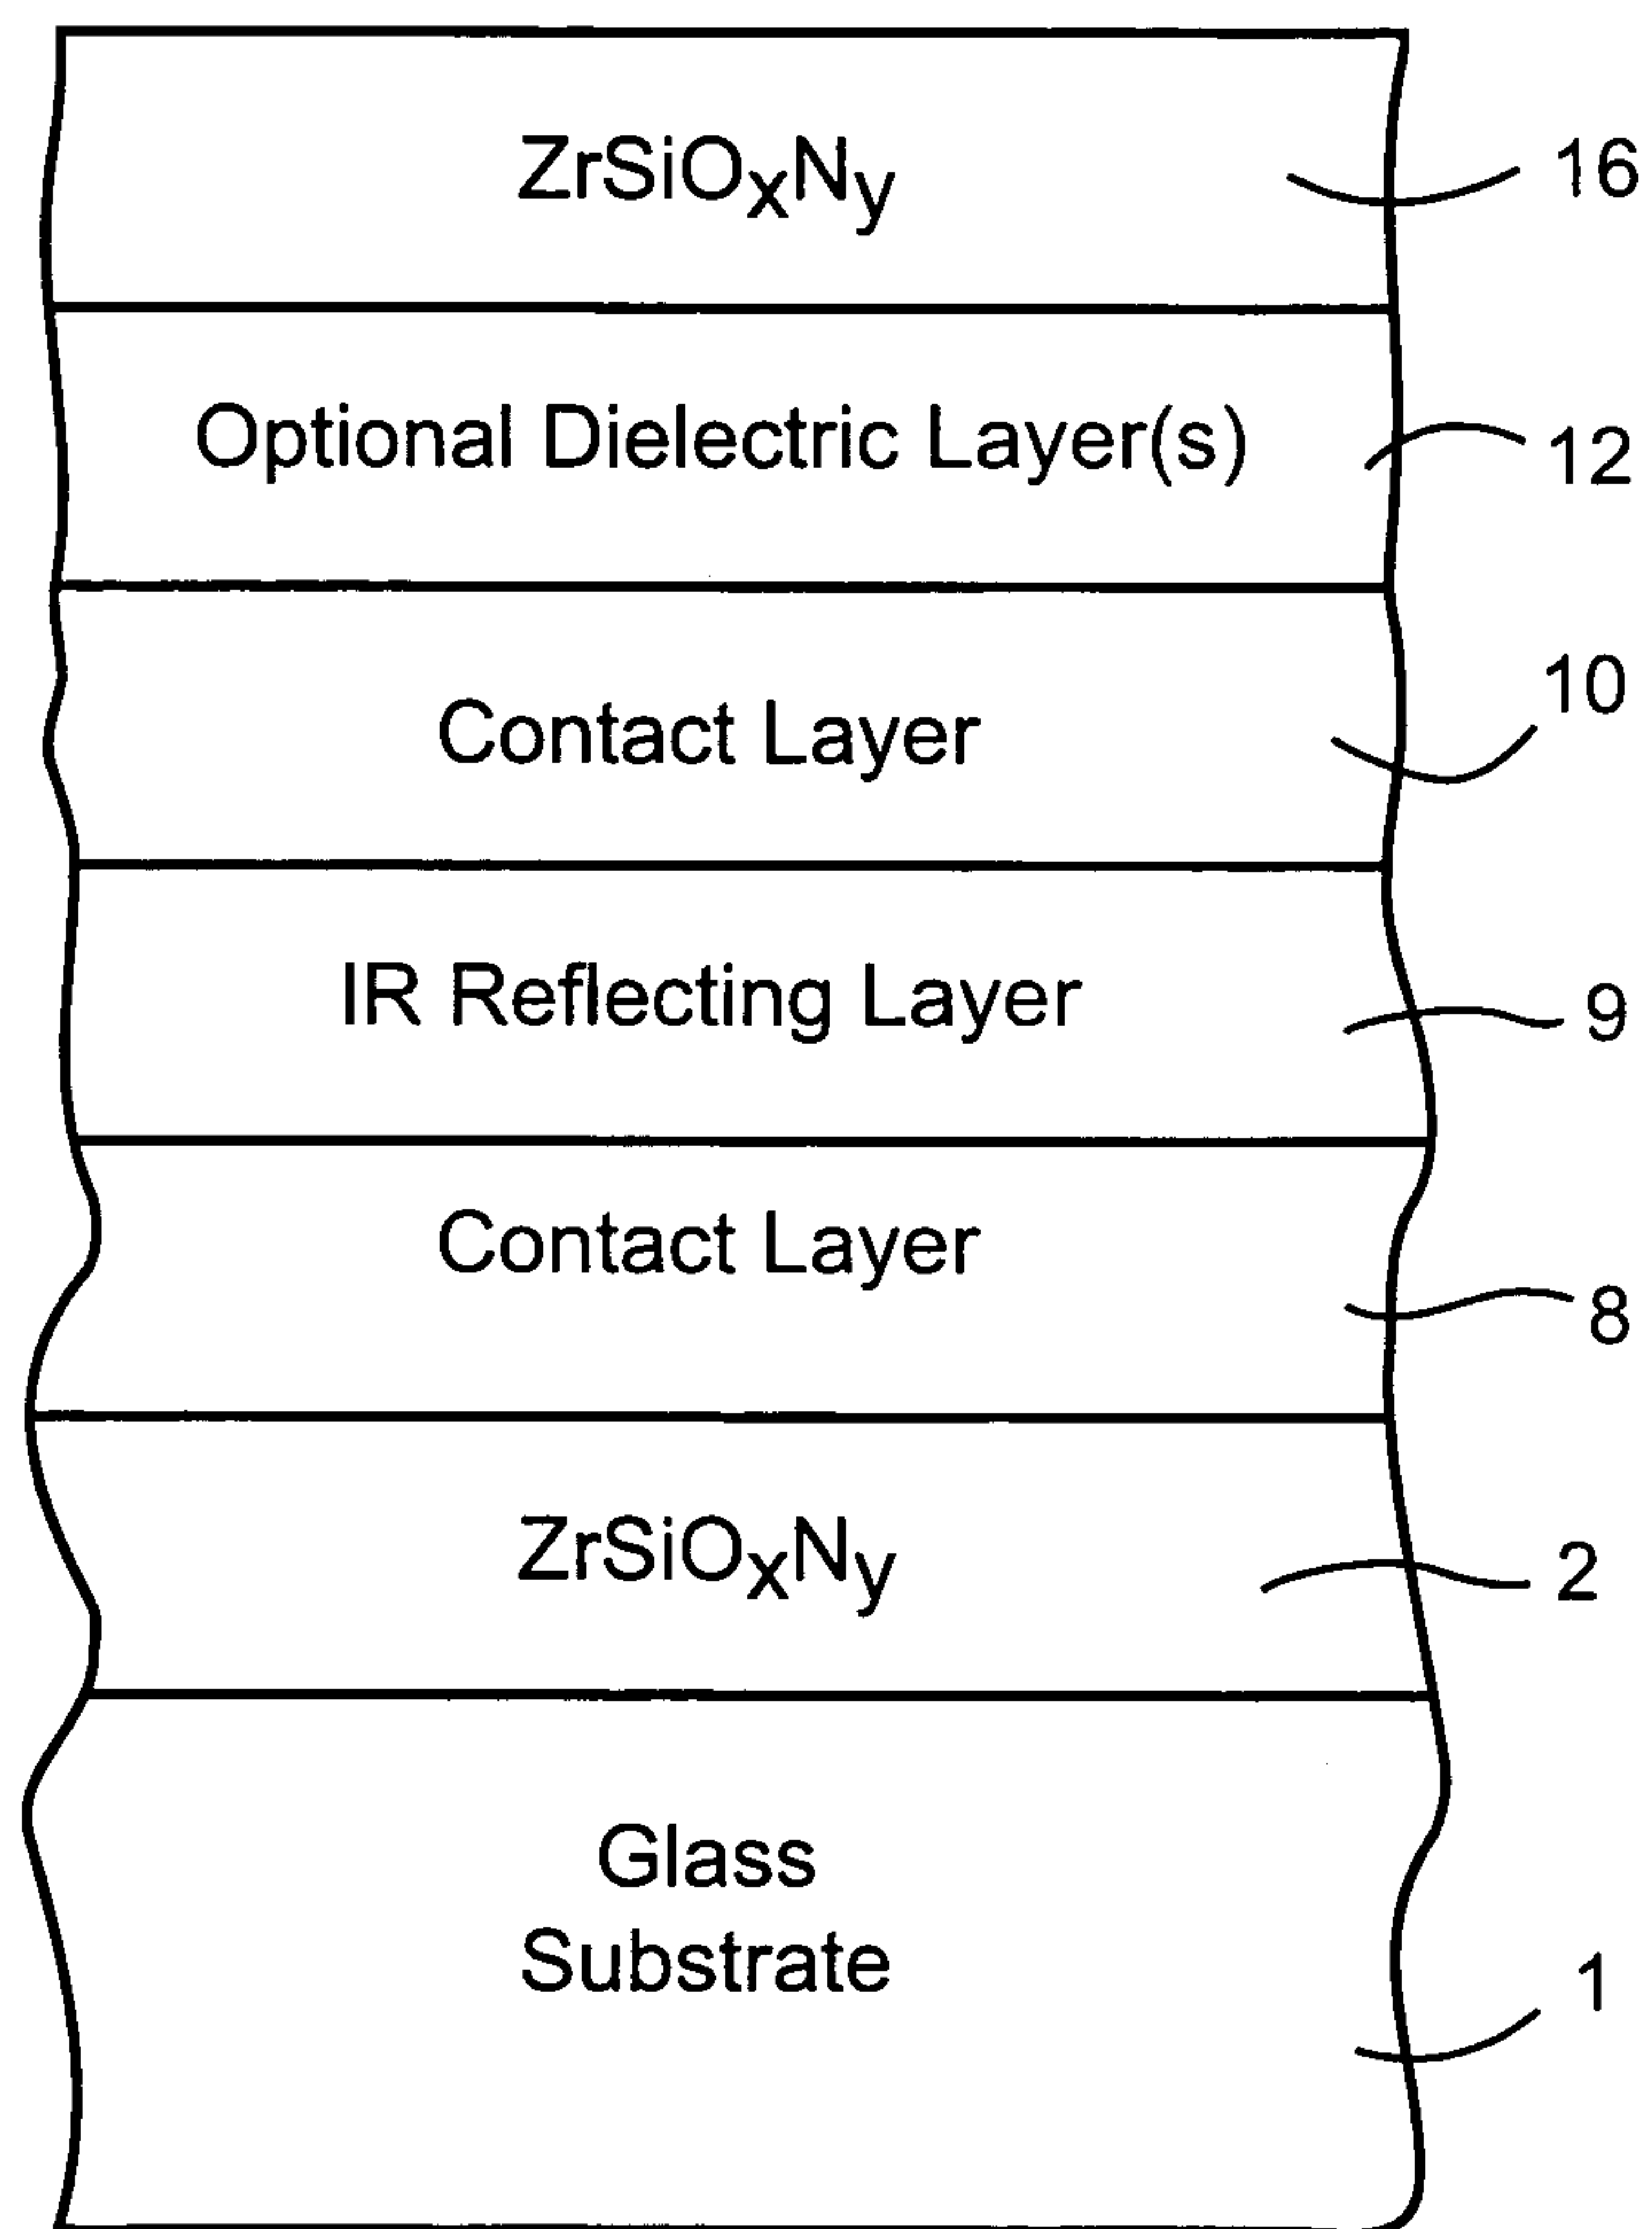 ZrSiOxNy 16
Optional Dielectric Layer(s) 12
Contact Layer 10
IR Reflecting Layer 9
Contact Layer 8
ZrSiOxNy 2
Glass
Substrate
1